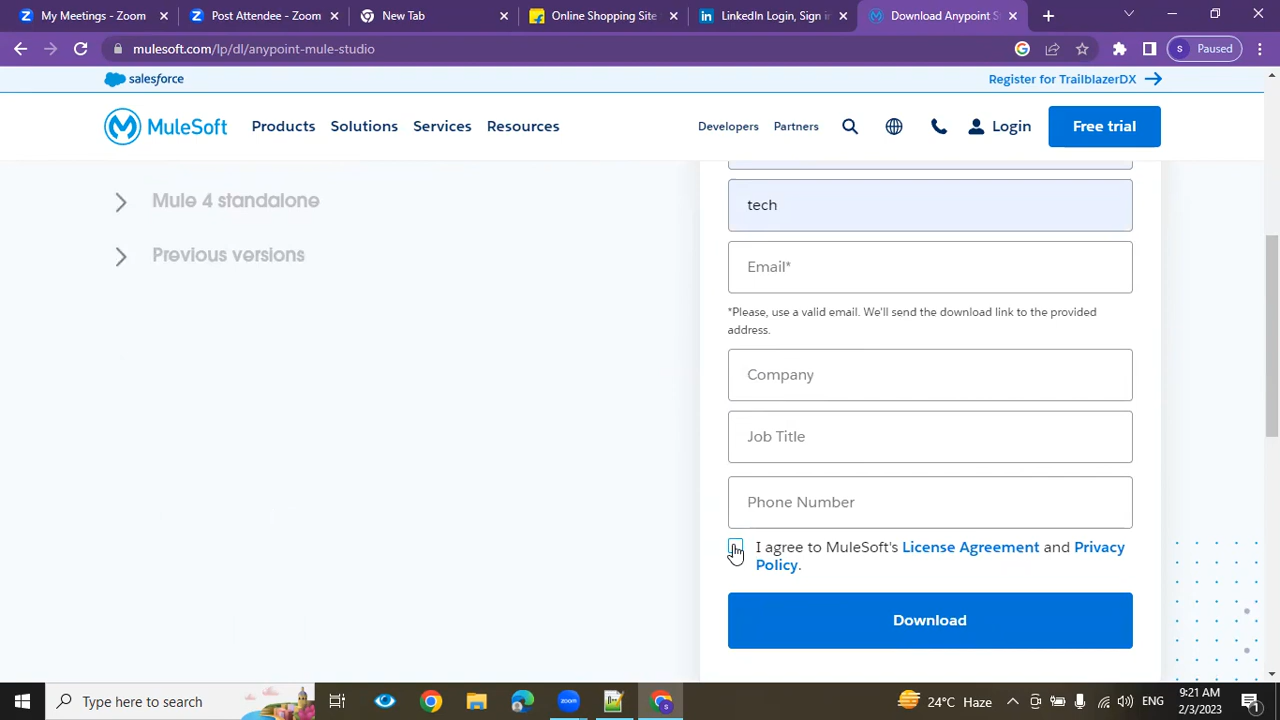 My Meetings - Zoom
Post Attendee - Zoom
New Tab
Online Shopping Site
LinkedIn Login, Sign in
Download Anypoint S
mulesoft.com/lp/dl/anypoint-mule-studio
S Paused
salesforce
Register for TrailblazerDX
MuleSoft
Products
Solutions
Services
Resources
Developers
Partners
Login
Free trial
Mule 4 standalone
Previous versions
tech
Email*
*Please, use a valid email. We'll send the download link to the provided
address.
Company
Job Title
Phone Number
I agree to MuleSoft's License Agreement and Privacy
Policy.
Download
Type here to search
zoom
24°C Haze
ENG
9:21 AM
2/3/2023
1